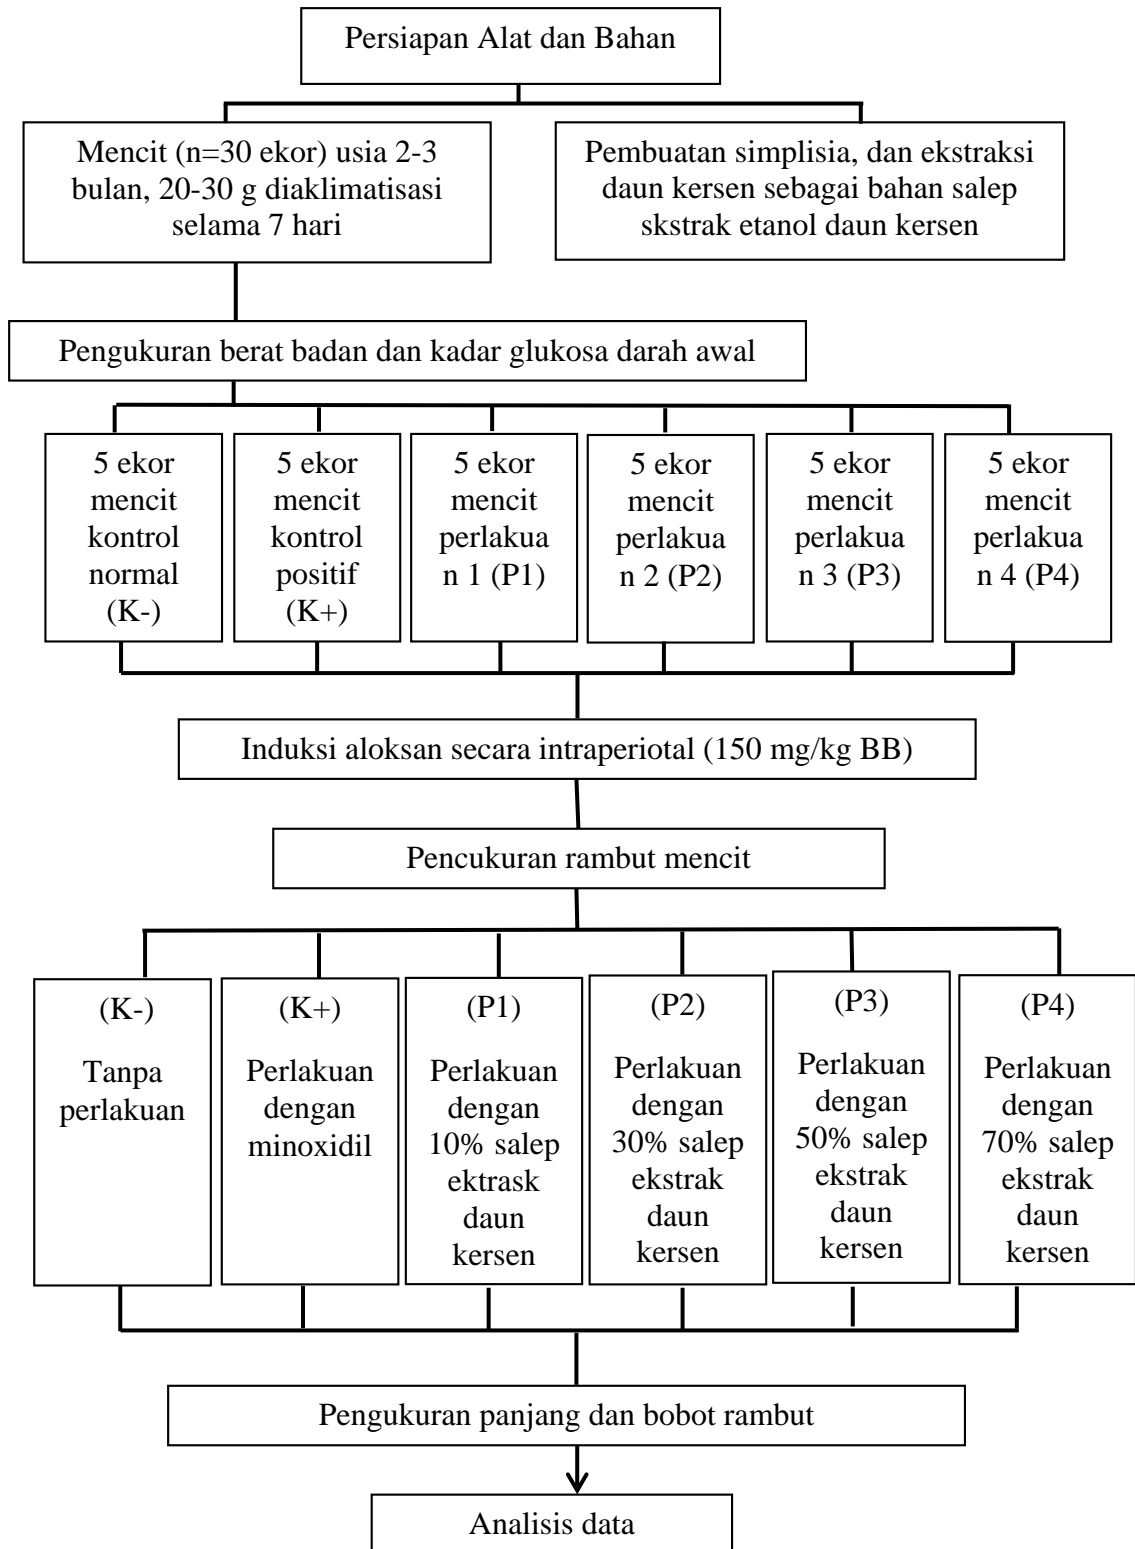 Persiapan Alat dan Bahan
Mencit (n=30 ekor) usia 2-3
bulan, 20-30 g diaklimatisasi
selama 7 hari
Pembuatan simplisia, dan ekstraksi
daun kersen sebagai bahan salep
skstrak etanol daun kersen
Pengukuran berat badan dan kadar glukosa darah awal
5 ekor
mencit
kontrol
normal
(K-)
5 ekor
mencit
kontrol
positif
(K+)
5 ekor
mencit
perlakua
n 1 (P1)
5 ekor
mencit
perlakua
n 2 (P2)
5 ekor
mencit
perlakua
n 3 (P3)
5 ekor
mencit
perlakua
n 4 (P4)
Induksi aloksan secara intraperiotal (150 mg/kg BB)
Pencukuran rambut mencit
(K-)
Tanpa
perlakuan
(K+)
Perlakuan
dengan
minoxidil
(P1)
Perlakuan
dengan
10% salep
ektrask
daun
kersen
(P2)
Perlakuan
dengan
30% salep
ekstrak
daun
kersen
(P3)
Perlakuan
dengan
50% salep
ekstrak
daun
kersen
(P4)
Perlakuan
dengan
70% salep
ekstrak
daun
kersen
Pengukuran panjang dan bobot rambut
Analisis data